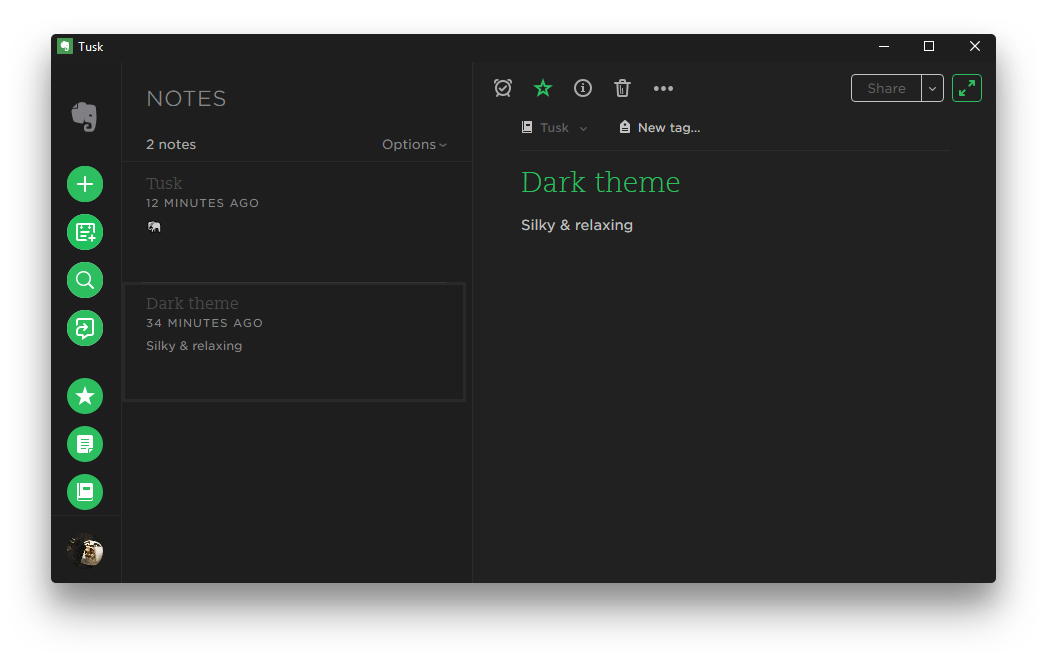 Tusk
NOTES
2 notes
Options
Tusk
12 MINUTES AGO
Dark theme
34 MINUTES AGO
Silky & relaxing
Share
Tusk
New tag...
Dark theme
Silky & relaxing